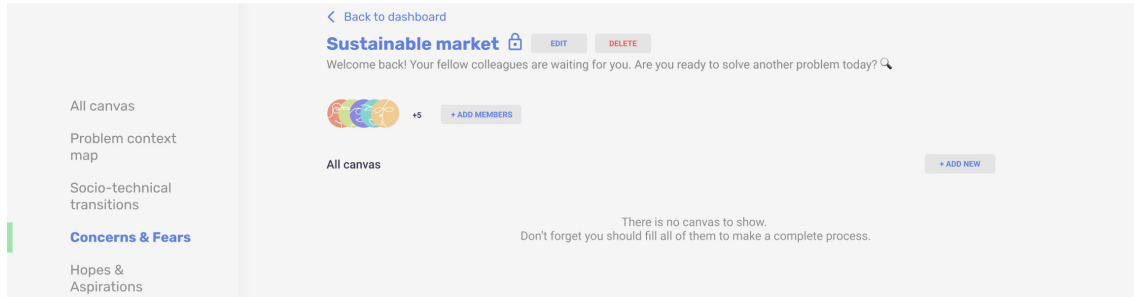 Back to dashboard
Sustainable market EDIT DELETE
Welcome back! Your fellow colleagues are waiting for you. Are you ready to solve another problem today?
+5 + ADD MEMBERS
All canvas + ADD NEW
There is no canvas to show.
Don't forget you should fill all of them to make a complete process.
All canvas
Problem context
map
Socio-technical
transitions
Concerns & Fears
Hopes &
Aspirations